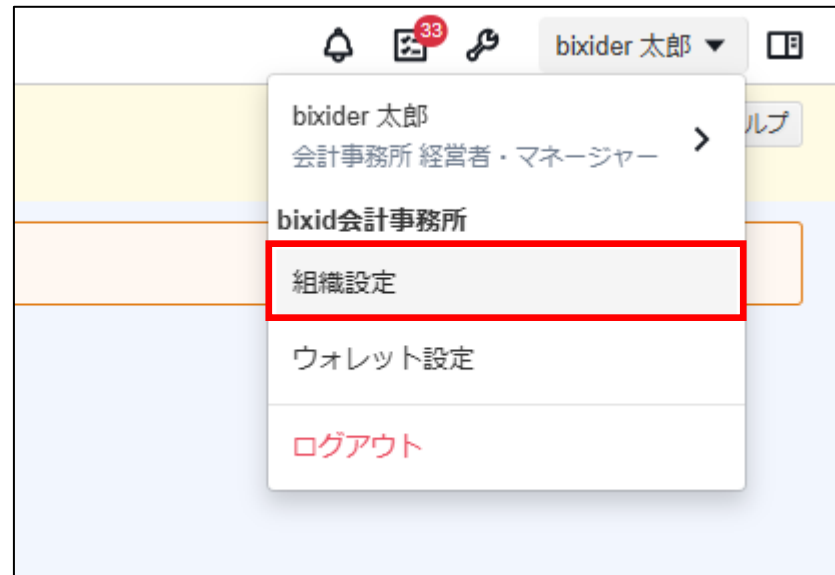 33
bixider 太郎
bixider 太郎
会計事務所 経営者・マネージャー
ルプ
bixid会計事務所
組織設定
ウォレット設定
ログアウト